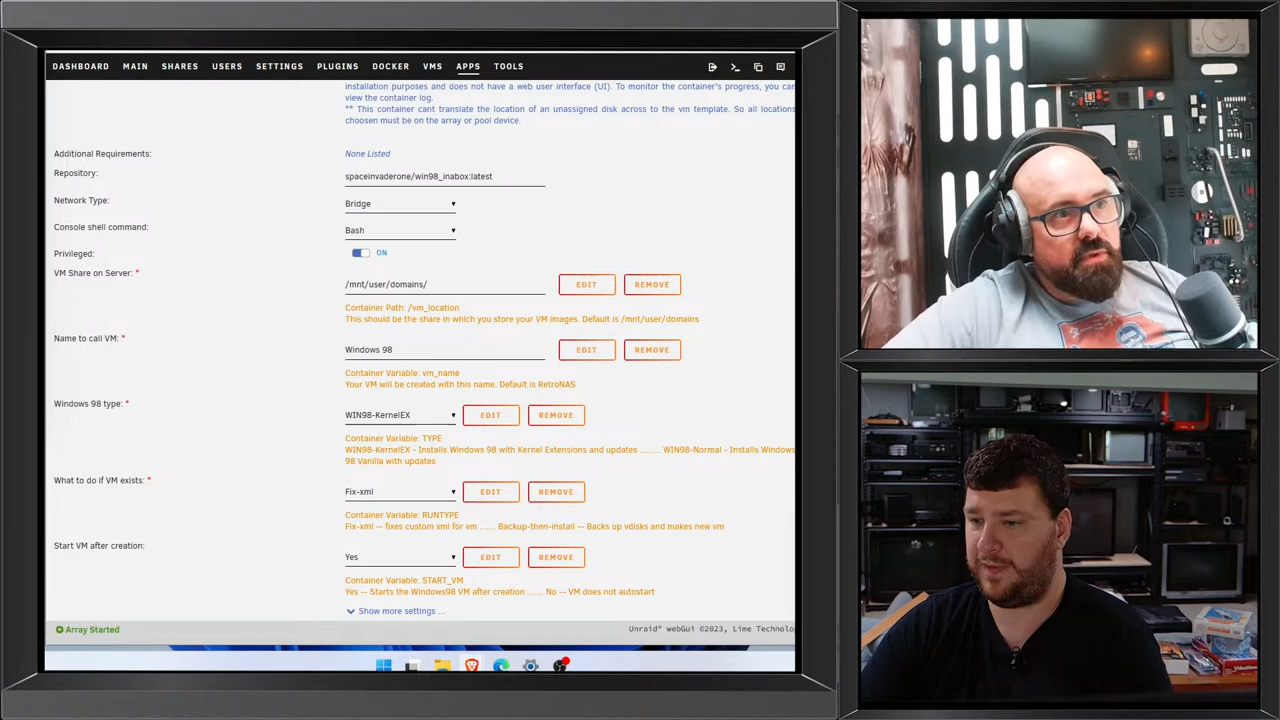 DASHBOARD MAIN SHARES USERS SETTINGS PLUGINS DOCKER VMS APPS TOOLS
installation purposes and does not have a web user interface (UI). To monitor the container's progress, you can
view the container log.
** This container cant translate the location of an unassigned disk across to the vm template. So all locations
choosen must be on the array or pool device.
Additional Requirements: None Listed
Repository: spaceinvaderone/win98_inabox:latest
Network Type: Bridge
Console shell command: Bash
Privileged: ON
VM Share on Server: * /mnt/user/domains/ EDIT REMOVE
Container Path: /vm_location
This should be the share in which you store your VM images. Default is /mnt/user/domains
Name to call VM: * Windows 98 EDIT REMOVE
Container Variable: vm_name
Your VM will be created with this name. Default is RetroNAS
Windows 98 type: * WIN98-KernelEX EDIT REMOVE
Container Variable: TYPE
WIN98-KernelEX - Installs Windows 98 with Kernel Extensions and updates ......... WIN98-Normal - Installs Windows
98 Vanilla with updates
What to do if VM exists: * Fix-xml EDIT REMOVE
Container Variable: RUNTYPE
Fix-xml -- fixes custom xml for vm ....... Backup-then-install -- Backs up vdisks and makes new vm
Start VM after creation: Yes EDIT REMOVE
Container Variable: START_VM
Yes -- Starts the Windows98 VM after creation ....... No -- VM does not autostart
Show more settings ...
Array Started Unraid® webGui ©2023, Lime Technolo